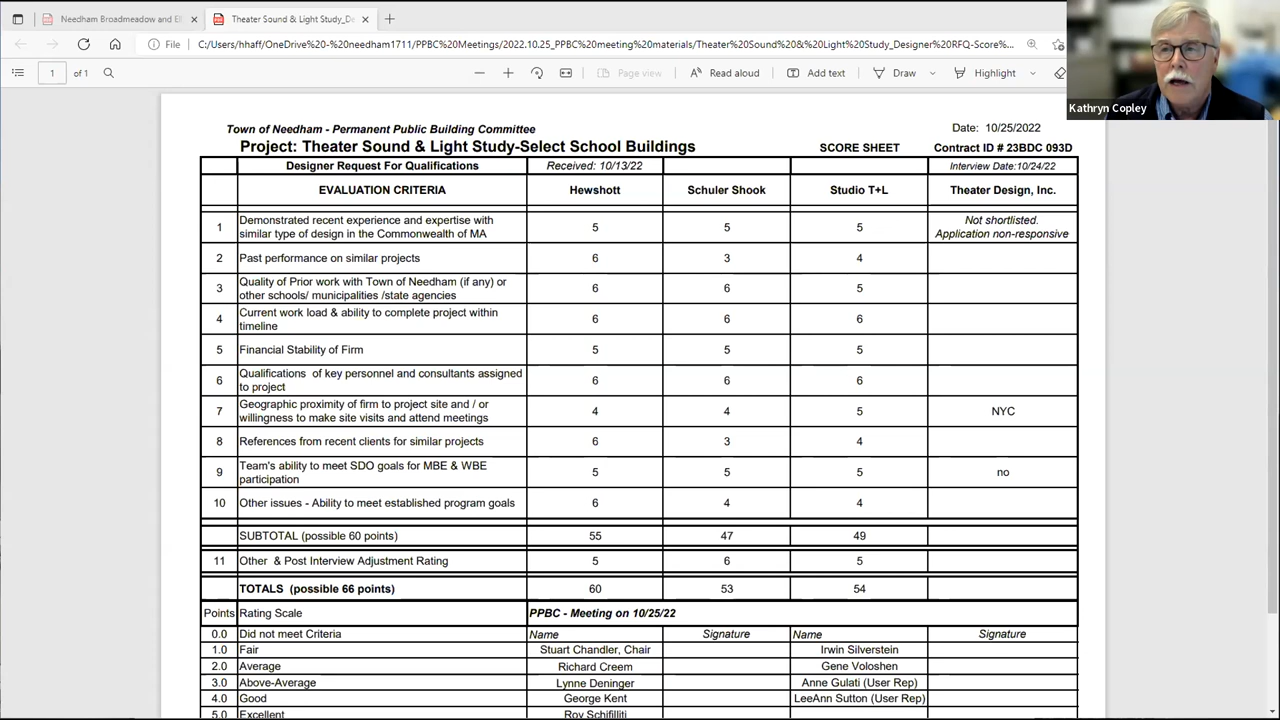 Needham Broadmeadow and El
Theater Sound & Light Study_De
File
C:/Users/hhaff/OneDrive%20-%20needham1711/PPBC%20Meetings/2022.10.25_PPBC%20meeting%20materials/Theater%20Sound%20&%20Light%20Study_Designer%20RFQ-Score%...
1 of 1
Page view
Read aloud
Add text
Draw
Highlight
Kathryn Copley
Town of Needham - Permanent Public Building Committee
Date: 10/25/2022
Project: Theater Sound & Light Study-Select School Buildings SCORE SHEET Contract ID # 23BDC 093D
Designer Request For Qualifications Received: 10/13/22 Interview Date:10/24/22
EVALUATION CRITERIA Hewshott Schuler Shook Studio T+L Theater Design, Inc.
1 Demonstrated recent experience and expertise with
similar type of design in the Commonwealth of MA 5 5 5 Not shortlisted.
Application non-responsive
2 Past performance on similar projects 6 3 4
3 Quality of Prior work with Town of Needham (if any) or
other schools/ municipalities /state agencies 6 6 5
4 Current work load & ability to complete project within
timeline 6 6 6
5 Financial Stability of Firm 5 5 5
6 Qualifications of key personnel and consultants assigned
to project 6 6 6
7 Geographic proximity of firm to project site and / or
willingness to make site visits and attend meetings 4 4 5 NYC
8 References from recent clients for similar projects 6 3 4
9 Team's ability to meet SDO goals for MBE & WBE
participation 5 5 5 no
10 Other issues - Ability to meet established program goals 6 4 4
SUBTOTAL (possible 60 points) 55 47 49
11 Other & Post Interview Adjustment Rating 5 6 5
TOTALS (possible 66 points) 60 53 54
Points Rating Scale PPBC - Meeting on 10/25/22
0.0 Did not meet Criteria Name Signature Name Signature
1.0 Fair Stuart Chandler, Chair Irwin Silverstein
2.0 Average Richard Creem Gene Voloshen
3.0 Above-Average Lynne Deninger Anne Gulati (User Rep)
4.0 Good George Kent LeeAnn Sutton (User Rep)
5.0 Excellent Roy Schifilliti